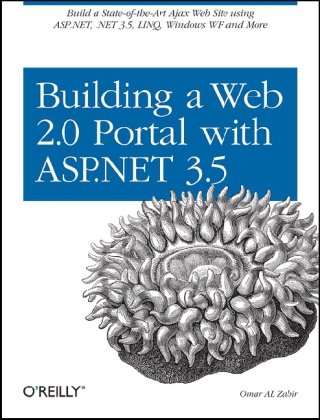 Build a State-of-the-Art Ajax Web Site using
ASP.NET, .NET 3.5, LINQ, Windows WF and More
Building a Web
2.0 Portal with
ASP.NET 3.5
O'REILLY®
Omar AL Zabir